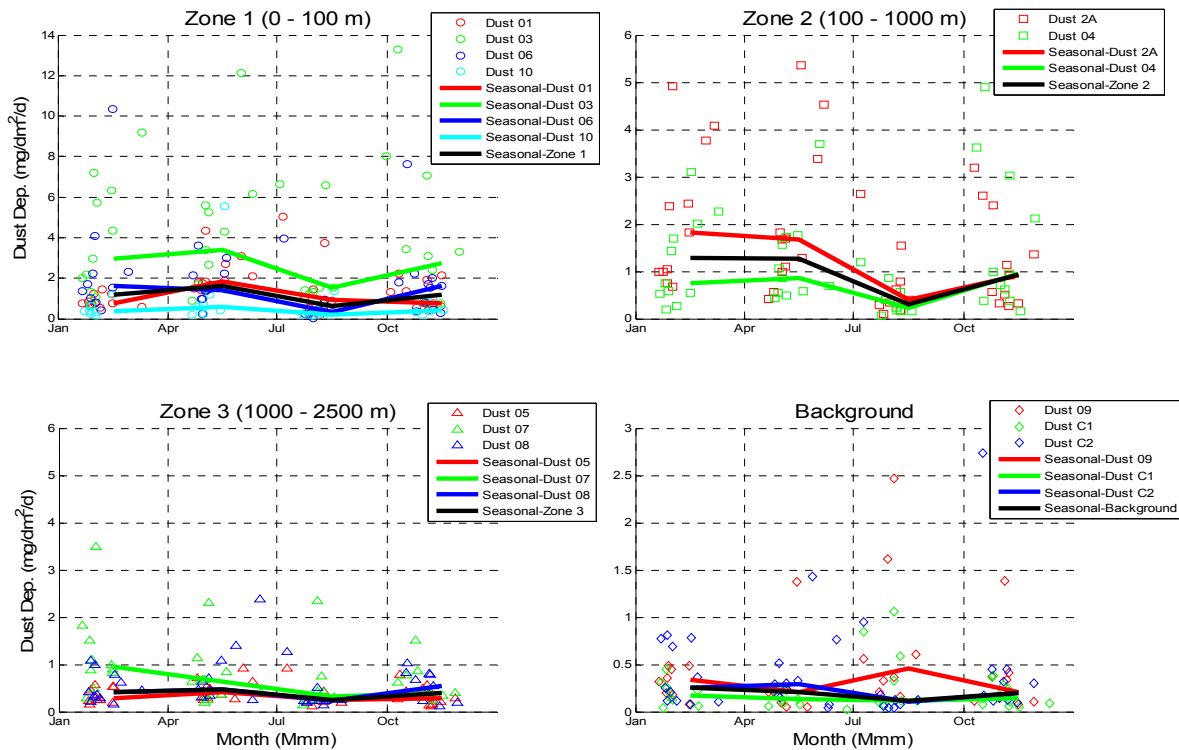 Zone 1 (0 - 100 m)
Dust Dep. (mg/dm²/d)
14
12
10
8
6
4
2
0
Jan
Apr
Jul
Oct
Dust 01
Dust 03
Dust 06
Dust 10
Seasonal-Dust 01
Seasonal-Dust 03
Seasonal-Dust 06
Seasonal-Dust 10
Seasonal-Zone 1
Zone 2 (100 - 1000 m)
6
5
4
3
2
1
0
Jan
Apr
Jul
Oct
Dust 2A
Dust 04
Seasonal-Dust 2A
Seasonal-Dust 04
Seasonal-Zone 2
Zone 3 (1000 - 2500 m)
Dust Dep. (mg/dm²/d)
6
5
4
3
2
1
0
Jan
Apr
Jul
Oct
Month (Mmm)
Dust 05
Dust 07
Dust 08
Seasonal-Dust 05
Seasonal-Dust 07
Seasonal-Dust 08
Seasonal-Zone 3
Background
3
2.5
2
1.5
1
0.5
0
Jan
Apr
Jul
Oct
Month (Mmm)
Dust 09
Dust C1
Dust C2
Seasonal-Dust 09
Seasonal-Dust C1
Seasonal-Dust C2
Seasonal-Background